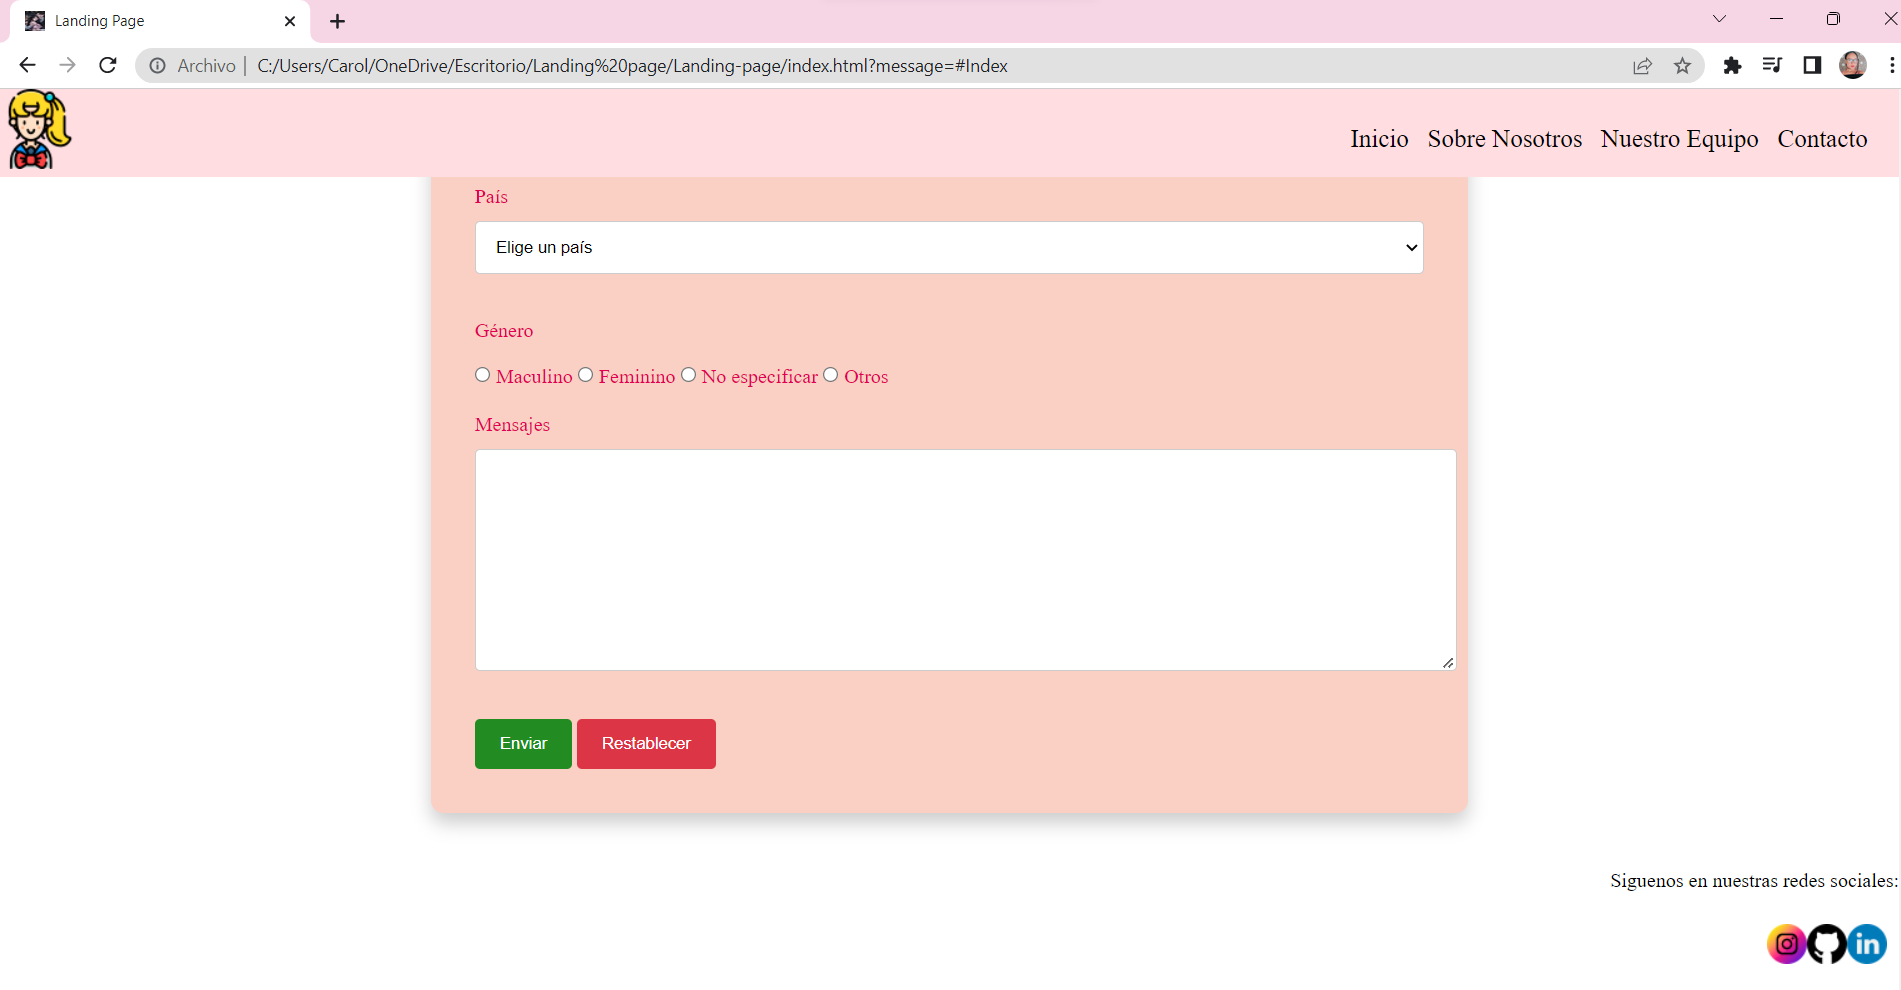 Landing Page
Archivo | C:/Users/Carol/OneDrive/Escritorio/Landing%20page/Landing-page/index.html?message=#Index
Inicio Sobre Nosotros Nuestro Equipo Contacto
País
Elige un país
Género
Maculino Feminino No especificar Otros
Mensajes
Enviar Restablecer
Siguenos en nuestras redes sociales:
in